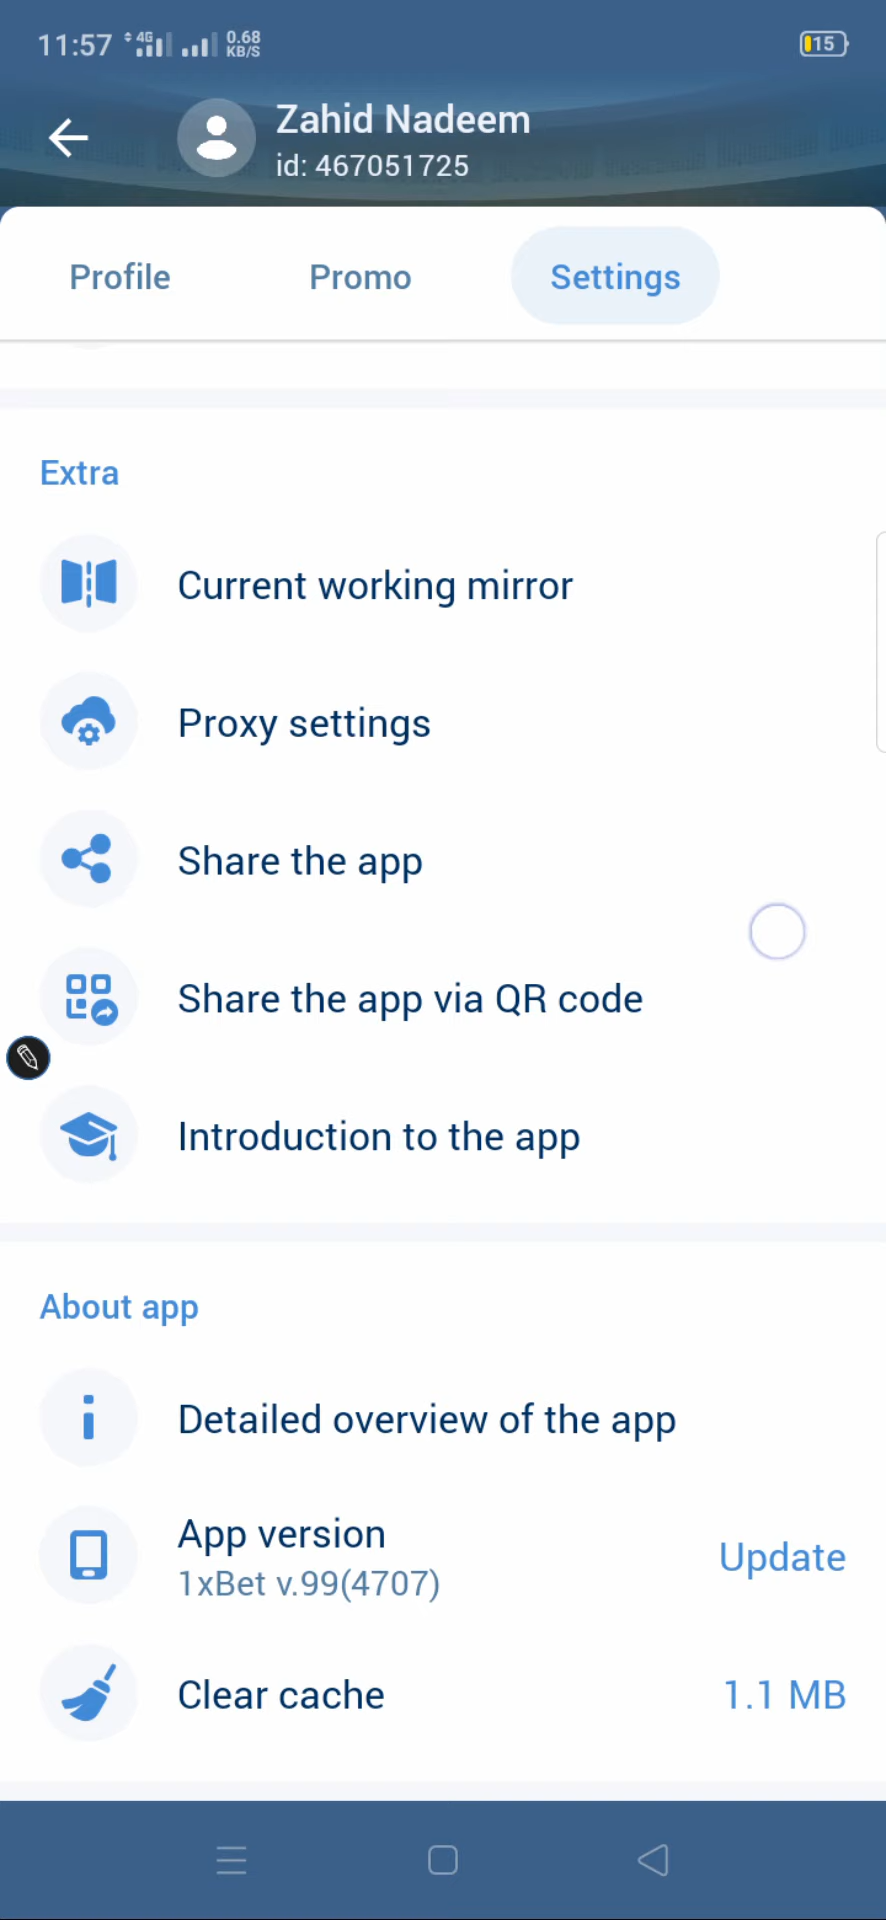 11:57 4G 0.68 KB/S 15
Zahid Nadeem
id: 467051725
Profile Promo Settings
Extra
Current working mirror
Proxy settings
Share the app
Share the app via QR code
Introduction to the app
About app
Detailed overview of the app
App version
1xBet v.99(4707)
Update
Clear cache 1.1 MB